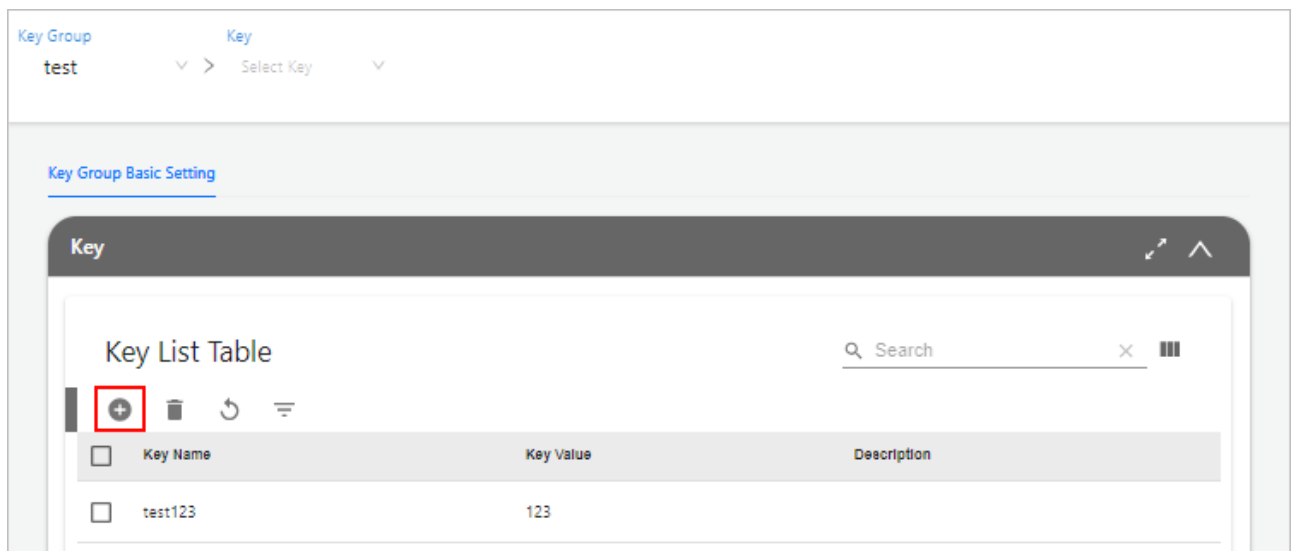 Key Group Key
test > Select Key
Key Group Basic Setting
Key
Key List Table Search
Key Name Key Value Description
test123 123